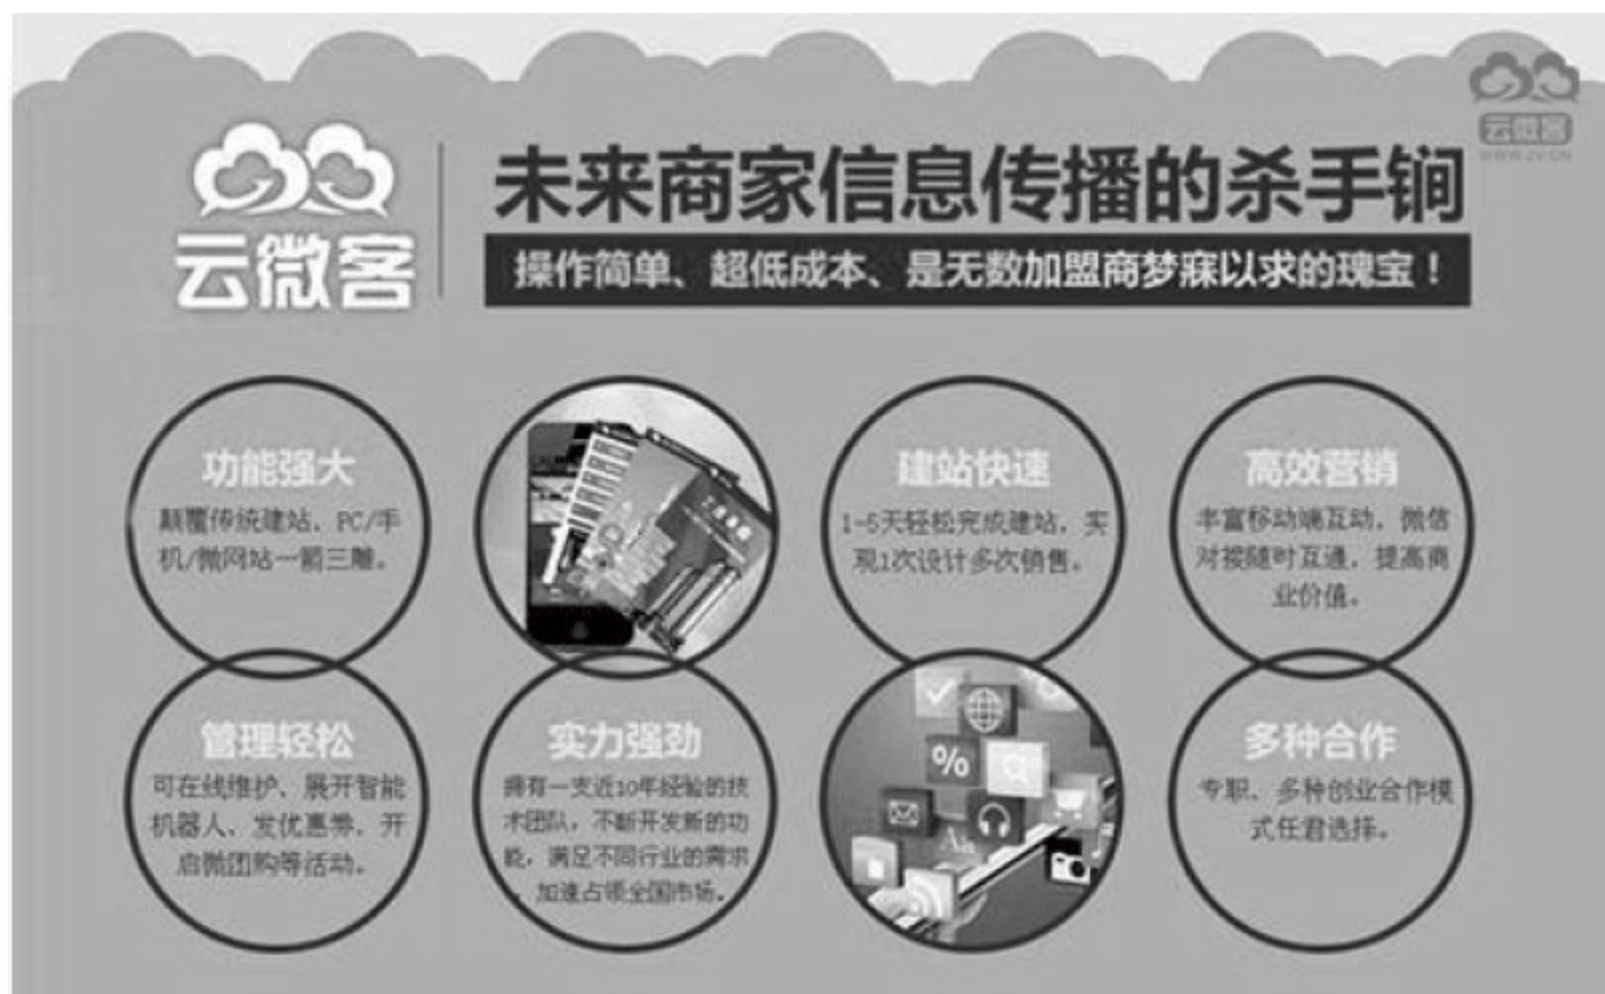 云微客
WWW.ZV.CN
云微客
未来商家信息传播的杀手锏
操作简单、超低成本、是无数加盟商梦寐以求的瑰宝！
功能强大
颠覆传统建站，PC/手
机/微网站一箭三雕。
建站快速
1-5天轻松完成建站，实
现1次设计多次销售。
高效营销
丰富移动端互动，微信
对接随时互通，提高商
业价值。
管理轻松
可在线维护、展开智能
机器人、发优惠券，开
启微团购等活动。
实力强劲
拥有一支近10年经验的技
术团队，不断开发新的功
能，满足不同行业的需求
，加速占领全国市场。
%
Aa
多种合作
专职、多种创业合作模
式任君选择。